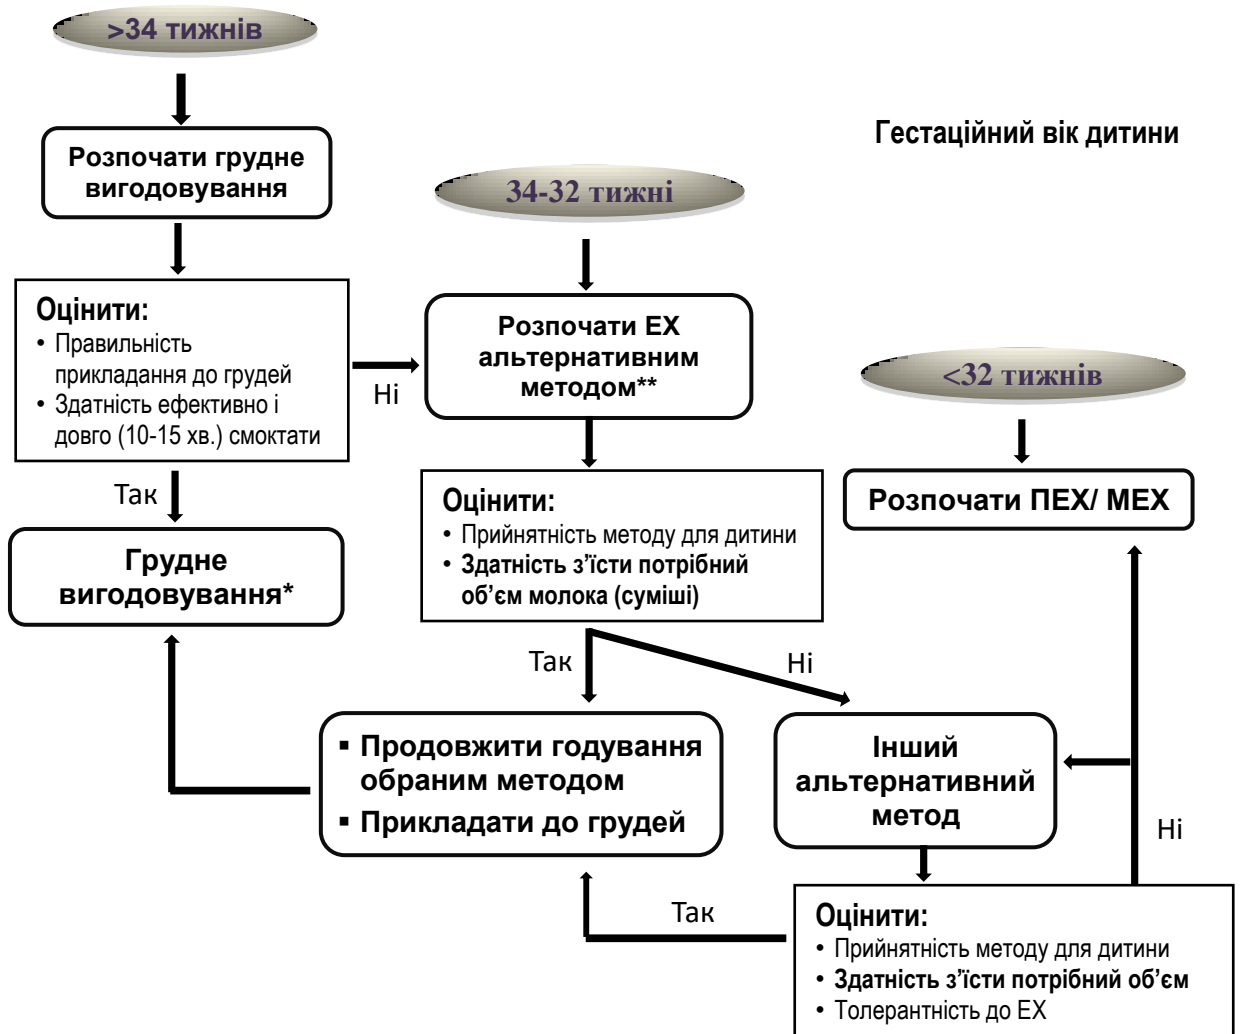 >34 тижнів
Гестаційний вік дитини
Розпочати грудне
вигодовування
34-32 тижні
Оцінити:
• Правильність
прикладання до грудей
• Здатність ефективно і
довго (10-15 хв.) смоктати
Ні
Розпочати ЕХ
альтернативним
методом**
<32 тижнів
Так
Оцінити:
• Прийнятність методу для дитини
• Здатність з’їсти потрібний
об’єм молока (суміші)
Розпочати ПЕХ/ МЕХ
Грудне
вигодовування*
Так
Ні
▪ Продовжити годування
обраним методом
▪ Прикладати до грудей
Інший
альтернативний
метод
Ні
Так
Оцінити:
• Прийнятність методу для дитини
• Здатність з’їсти потрібний об’єм
• Толерантність до ЕХ